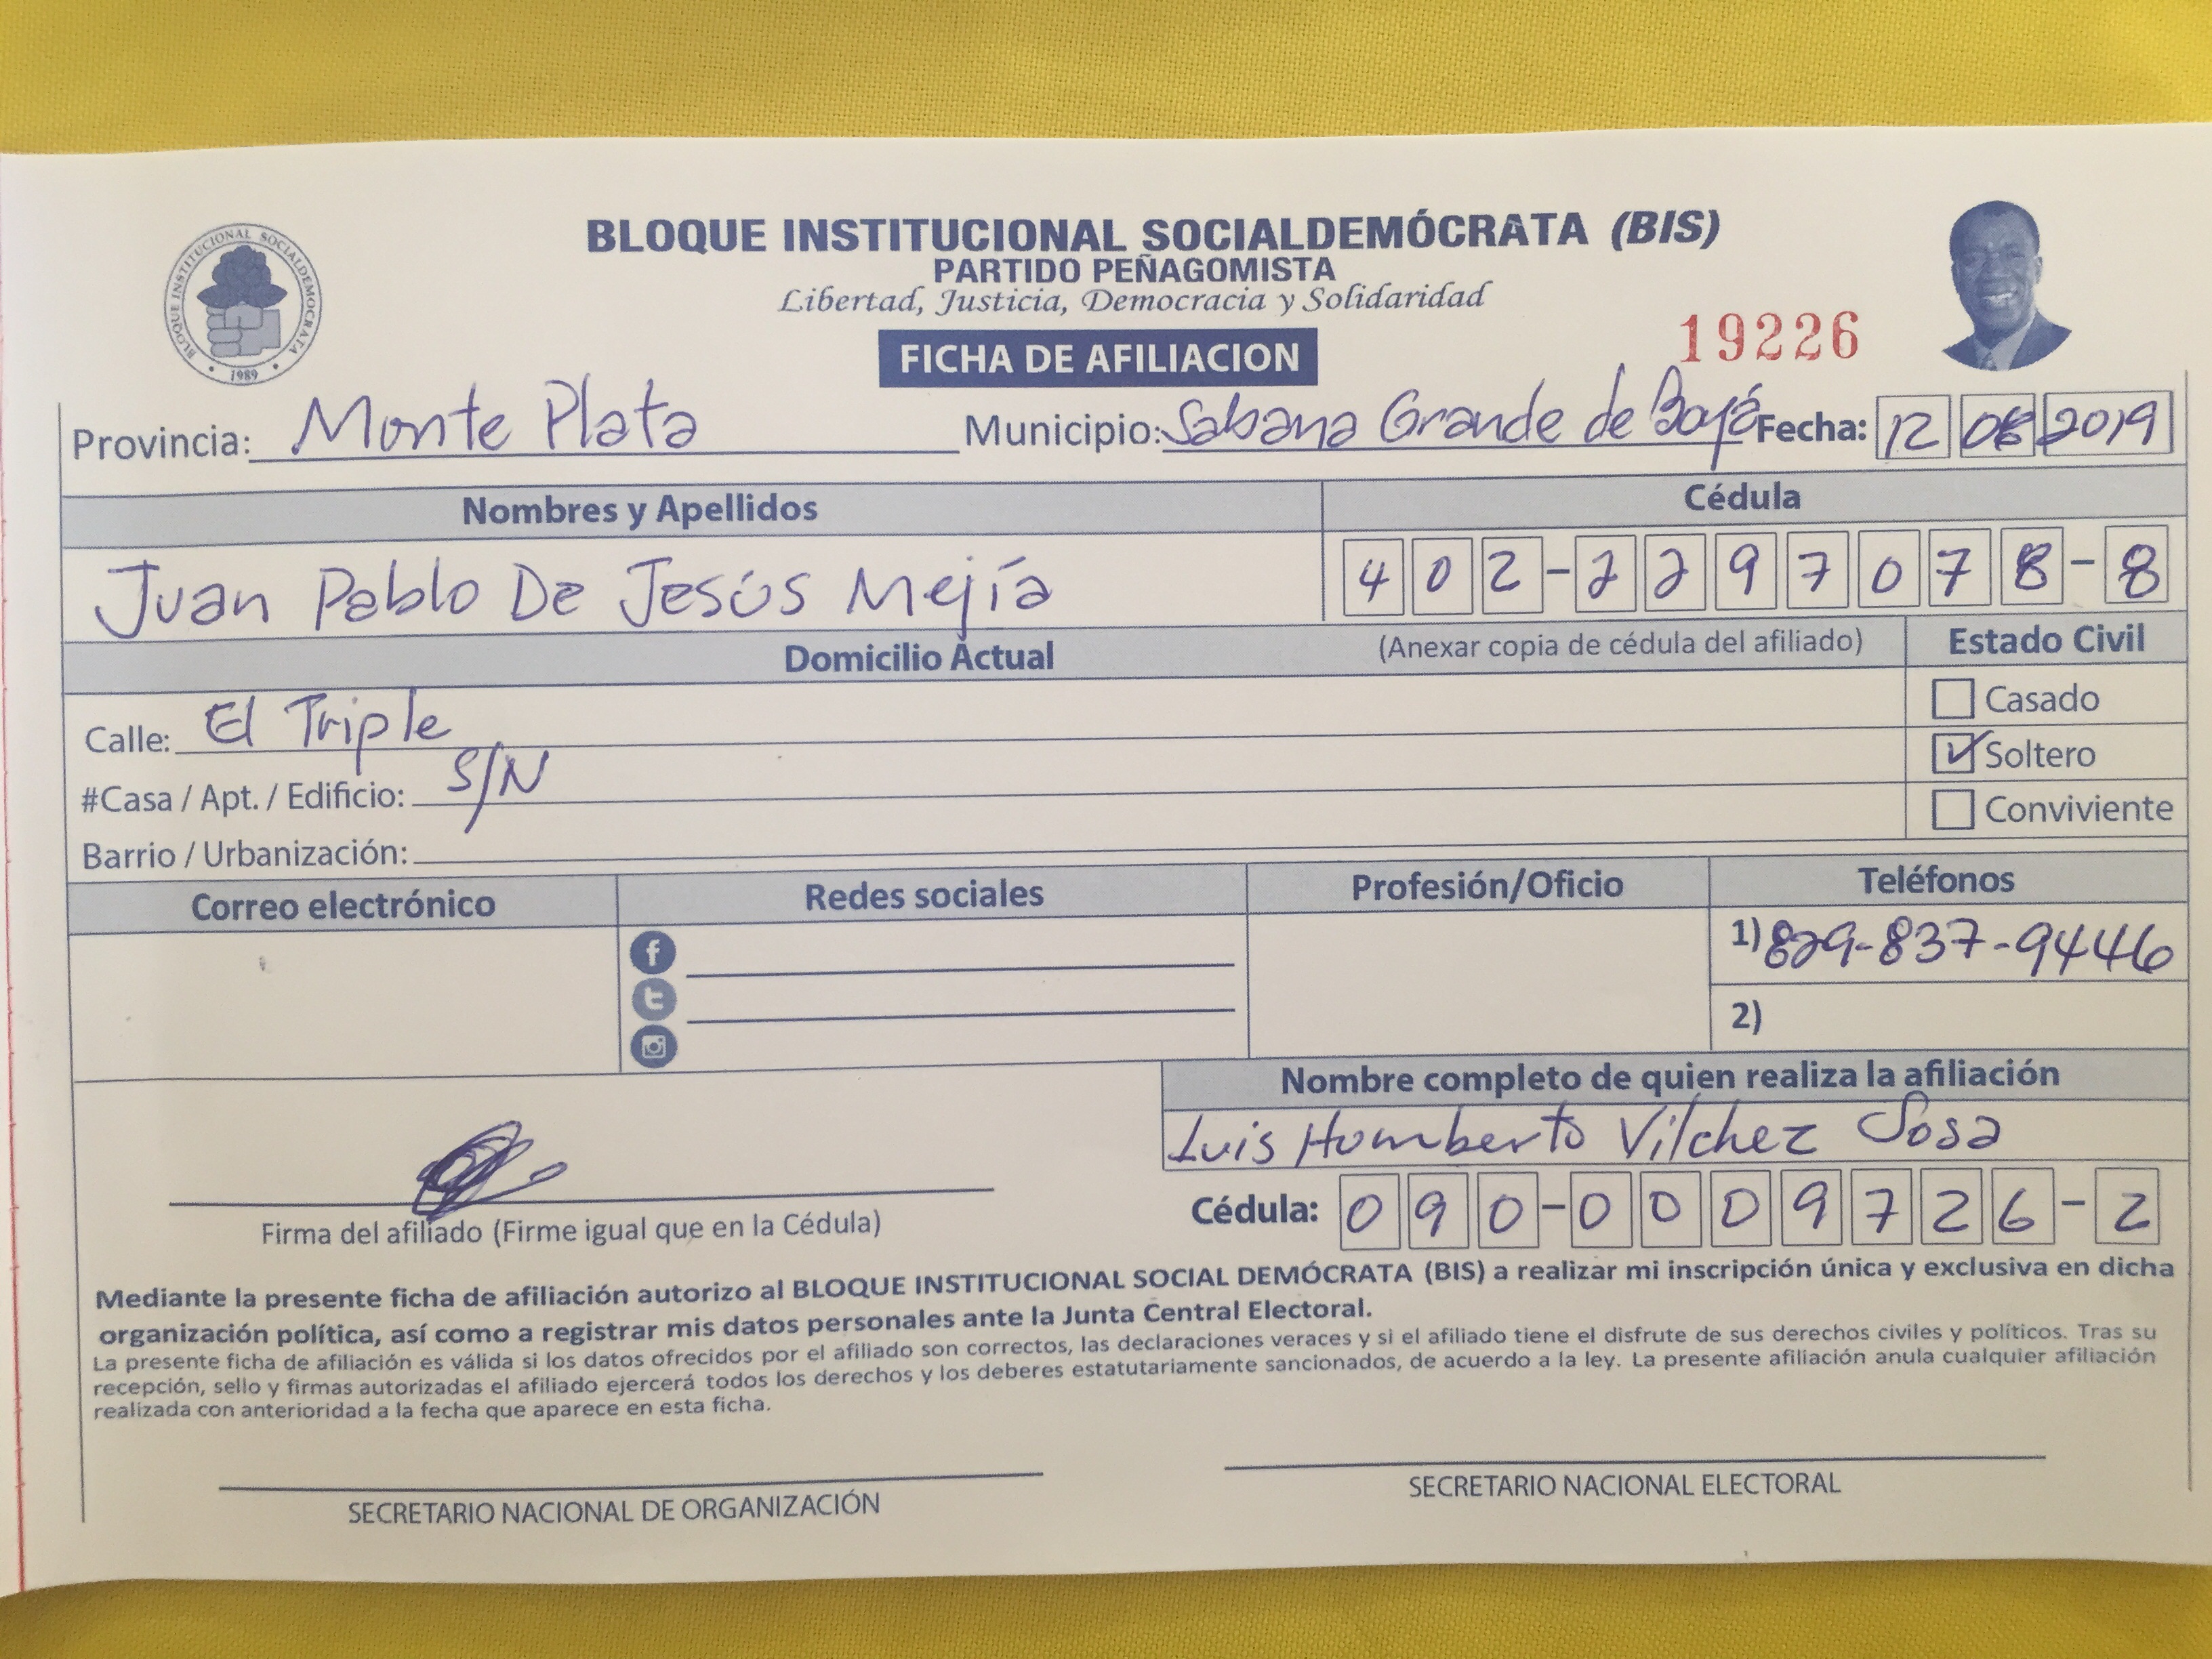 BLOQUE INSTITUCIONAL SOCIALDEMOCRATA
1989
BLOQUE INSTITUCIONAL SOCIALDEMÓCRATA (BIS)
PARTIDO PEÑAGOMISTA
Libertad, Justicia, Democracia y Solidaridad
19226
FICHA DE AFILIACION
Provincia: Monte Plata Municipio: Sabana Grande de Boyá Fecha: 12 08 2019
Nombres y Apellidos Cédula
Juan Pablo De Jesús Mejía 402-2297078-8
Domicilio Actual (Anexar copia de cédula del afiliado) Estado Civil
Calle: El Triple Casado
#Casa / Apt. / Edificio: S/N Soltero
Barrio / Urbanización: Conviviente
Correo electrónico Redes sociales Profesión/Oficio Teléfonos
1) 829-837-9446
2)
Nombre completo de quien realiza la afiliación
Luis Humberto Vilchez Sosa
Cédula: 090-0009726-2
Firma del afiliado (Firme igual que en la Cédula)
Mediante la presente ficha de afiliación autorizo al BLOQUE INSTITUCIONAL SOCIAL DEMÓCRATA (BIS) a realizar mi inscripción única y exclusiva en dicha
organización política, así como a registrar mis datos personales ante la Junta Central Electoral.
La presente ficha de afiliación es válida si los datos ofrecidos por el afiliado son correctos, las declaraciones veraces y si el afiliado tiene el disfrute de sus derechos civiles y políticos. Tras su
recepción, sello y firmas autorizadas el afiliado ejercerá todos los derechos y los deberes estatutariamente sancionados, de acuerdo a la ley. La presente afiliación anula cualquier afiliación
realizada con anterioridad a la fecha que aparece en esta ficha.
SECRETARIO NACIONAL DE ORGANIZACIÓN SECRETARIO NACIONAL ELECTORAL